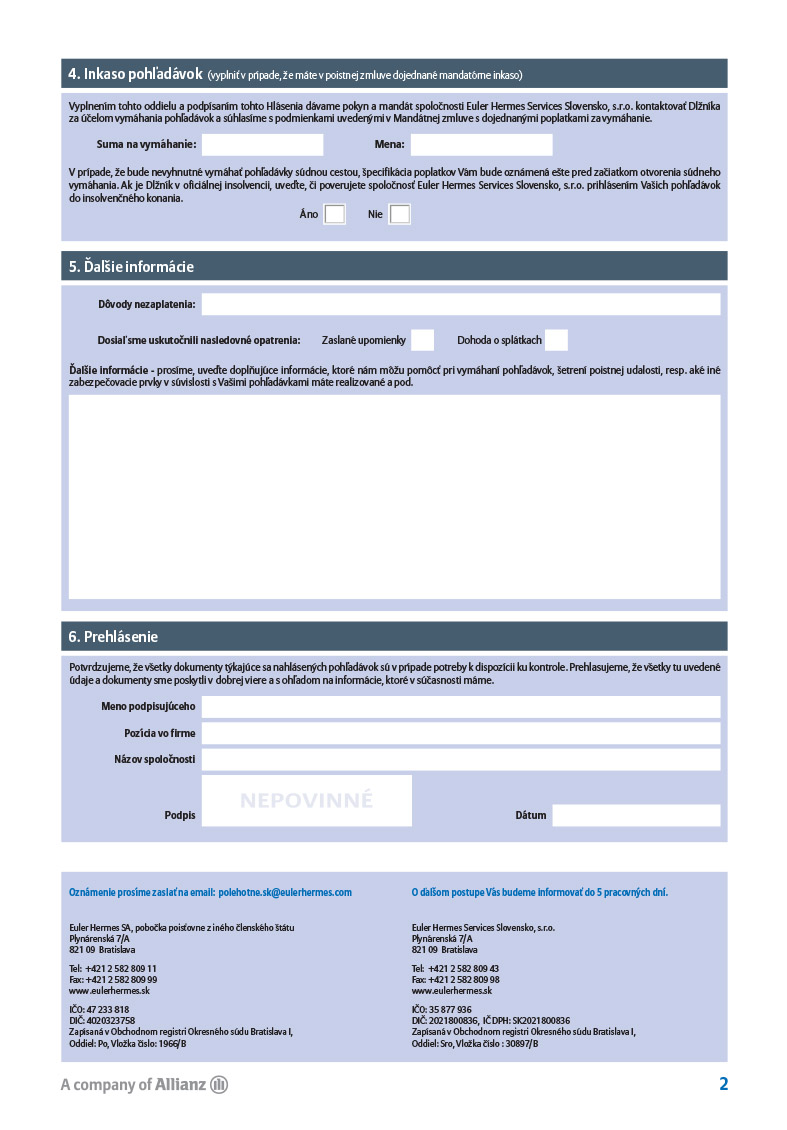 4. Inkaso pohľadávok (vyplniť v prípade, že máte v poistnej zmluve dojednané mandatórne inkaso)
Vyplnením tohto oddielu a podpísaním tohto Hlásenia dávame pokyn a mandát spoločnosti Euler Hermes Services Slovensko, s.r.o. kontaktovať Dlžníka
za účelom vymáhania pohľadávok a súhlasíme s podmienkami uvedenými v Mandátnej zmluve s dojednanými poplatkami za vymáhanie.
Suma na vymáhanie: Mena:
V prípade, že bude nevyhnutné vymáhať pohľadávky súdnou cestou, špecifikácia poplatkov Vám bude oznámená ešte pred začiatkom otvorenia súdneho
vymáhania. Ak je Dlžník v oficiálnej insolvencii, uveďte, či poverujete spoločnosť Euler Hermes Services Slovensko, s.r.o. prihlásením Vašich pohľadávok
do insolvenčného konania.
Áno Nie
5. Ďalšie informácie
Dôvody nezaplatenia:
Dosiaľ sme uskutočnili nasledovné opatrenia: Zaslané upomienky Dohoda o splátkach
Ďalšie informácie - prosíme, uveďte doplňujúce informácie, ktoré nám môžu pomôcť pri vymáhaní pohľadávok, šetrení poistnej udalosti, resp. aké iné
zabezpečovacie prvky v súvislosti s Vašimi pohľadávkami máte realizované a pod.
6. Prehlásenie
Potvrdzujeme, že všetky dokumenty týkajúce sa nahlásených pohľadávok sú v prípade potreby k dispozícii ku kontrole. Prehlasujeme, že všetky tu uvedené
údaje a dokumenty sme poskytli v dobrej viere a s ohľadom na informácie, ktoré v súčasnosti máme.
Meno podpisujúceho
Pozícia vo firme
Názov spoločnosti
NEPOVINNÉ
Podpis Dátum
Oznámenie prosíme zaslať na email: polehotne.sk@eulerhermes.com
Euler Hermes SA, pobočka poisťovne z iného členského štátu
Plynárenská 7/A
821 09 Bratislava
Tel: +421 2 582 809 11
Fax: +421 2 582 809 99
www.eulerhermes.sk
IČO: 47 233 818
DIČ: 4020323758
Zapísaná v Obchodnom registri Okresného súdu Bratislava I,
Oddiel: Po, Vložka číslo: 1966/B
O ďalšom postupe Vás budeme informovať do 5 pracovných dní.
Euler Hermes Services Slovensko, s.r.o.
Plynárenská 7/A
821 09 Bratislava
Tel: +421 2 582 809 43
Fax: +421 2 582 809 98
www.eulerhermes.sk
IČO: 35 877 936
DIČ: 2021800836, IČ DPH: SK2021800836
Zapísaná v Obchodnom registri Okresného súdu Bratislava I,
Oddiel: Sro, Vložka číslo : 30897/B
A company of Allianz
2